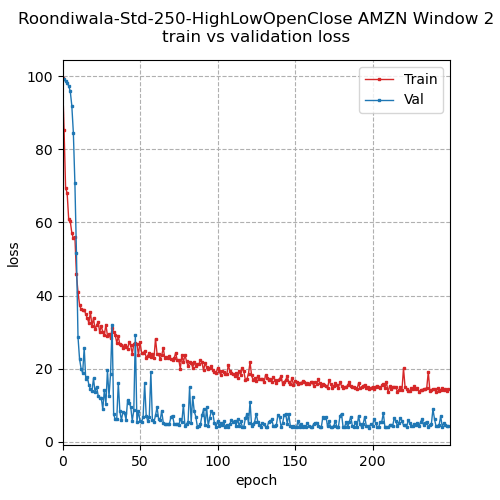 Roondiwala-Std-250-HighLowOpenClose AMZN Window 2
train vs validation loss
Train
Val
100
80
60
40
20
0
loss
0
50
100
150
200
epoch